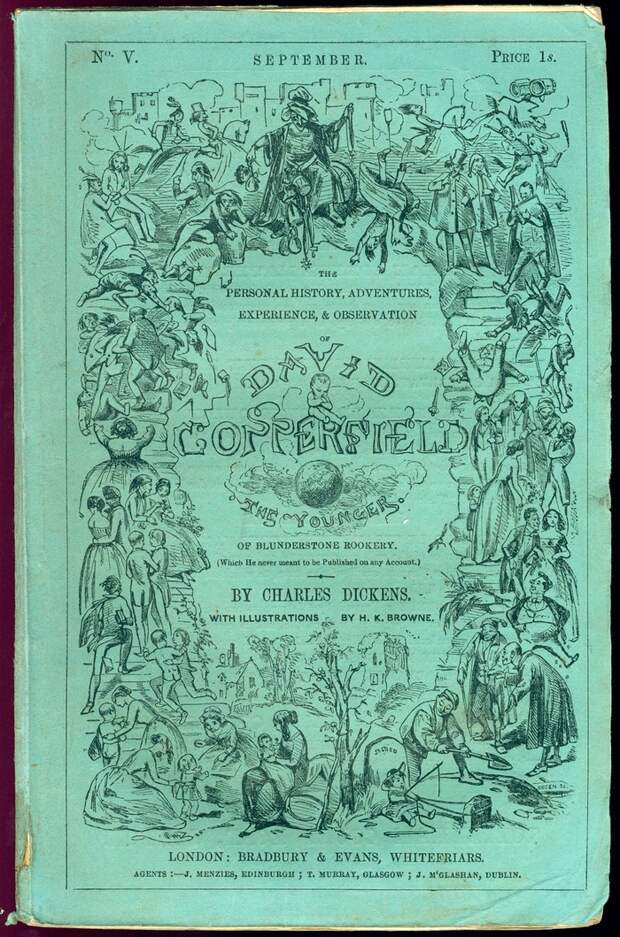 No. V.
SEPTEMBER.
PRICE 1s.
THE
PERSONAL HISTORY, ADVENTURES,
EXPERIENCE, & OBSERVATION
OF
DAVID
COPPERFIELD
THE YOUNGER.
OF BLUNDERSTONE ROOKERY.
(Which He never meant to be Published on any Account.)
BY CHARLES DICKENS.
WITH ILLUSTRATIONS BY H. K. BROWNE.
LONDON: BRADBURY & EVANS, WHITEFRIARS.
AGENTS:—J. MENZIES, EDINBURGH; T. MURRAY, GLASGOW; J. McGLASHAN, DUBLIN.